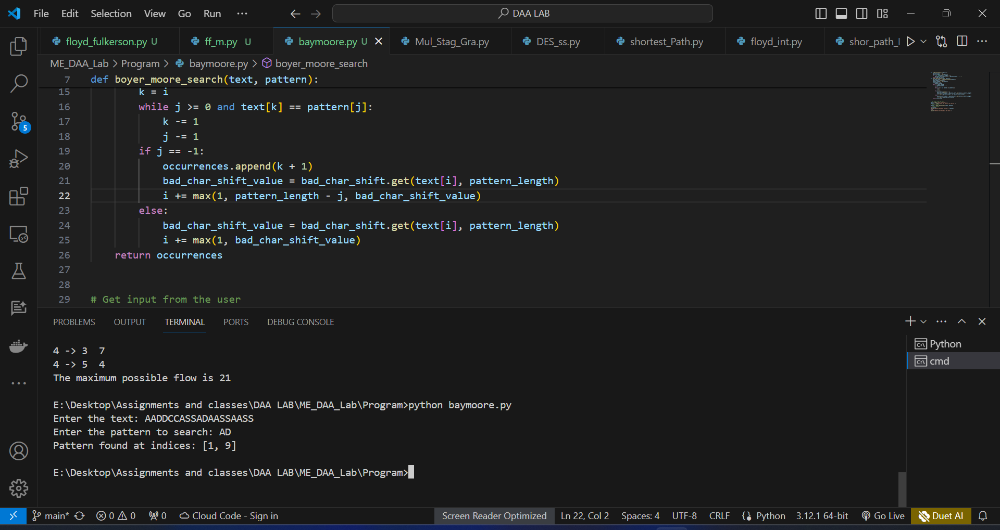 File Edit Selection View Go Run ···
DAA LAB
floyd_fulkerson.py U
ff_m.py U
baymoore.py U
Mul_Stag_Gra.py
DES_ss.py
shortest_Path.py
floyd_int.py
shor_path_
ME_DAA_Lab > Program > baymoore.py > boyer_moore_search
7 def boyer_moore_search(text, pattern):
15 k = i
16 while j >= 0 and text[k] == pattern[j]:
17 k -= 1
18 j -= 1
19 if j == -1:
20 occurrences.append(k + 1)
21 bad_char_shift_value = bad_char_shift.get(text[i], pattern_length)
22 i += max(1, pattern_length - j, bad_char_shift_value)
23 else:
24 bad_char_shift_value = bad_char_shift.get(text[i], pattern_length)
25 i += max(1, bad_char_shift_value)
26 return occurrences
27
28
29 # Get input from the user
5
PROBLEMS OUTPUT TERMINAL PORTS DEBUG CONSOLE
4 -> 3 7
4 -> 5 4
The maximum possible flow is 21
E:\Desktop\Assignments and classes\DAA LAB\ME_DAA_Lab\Program>python baymoore.py
Enter the text: AADDCCASSADAASSAASS
Enter the pattern to search: AD
Pattern found at indices: [1, 9]
E:\Desktop\Assignments and classes\DAA LAB\ME_DAA_Lab\Program>
Python
cmd
main* 0 0 0 Cloud Code - Sign in Screen Reader Optimized Ln 22, Col 2 Spaces: 4 UTF-8 CRLF Python 3.12.1 64-bit Go Live Duet AI